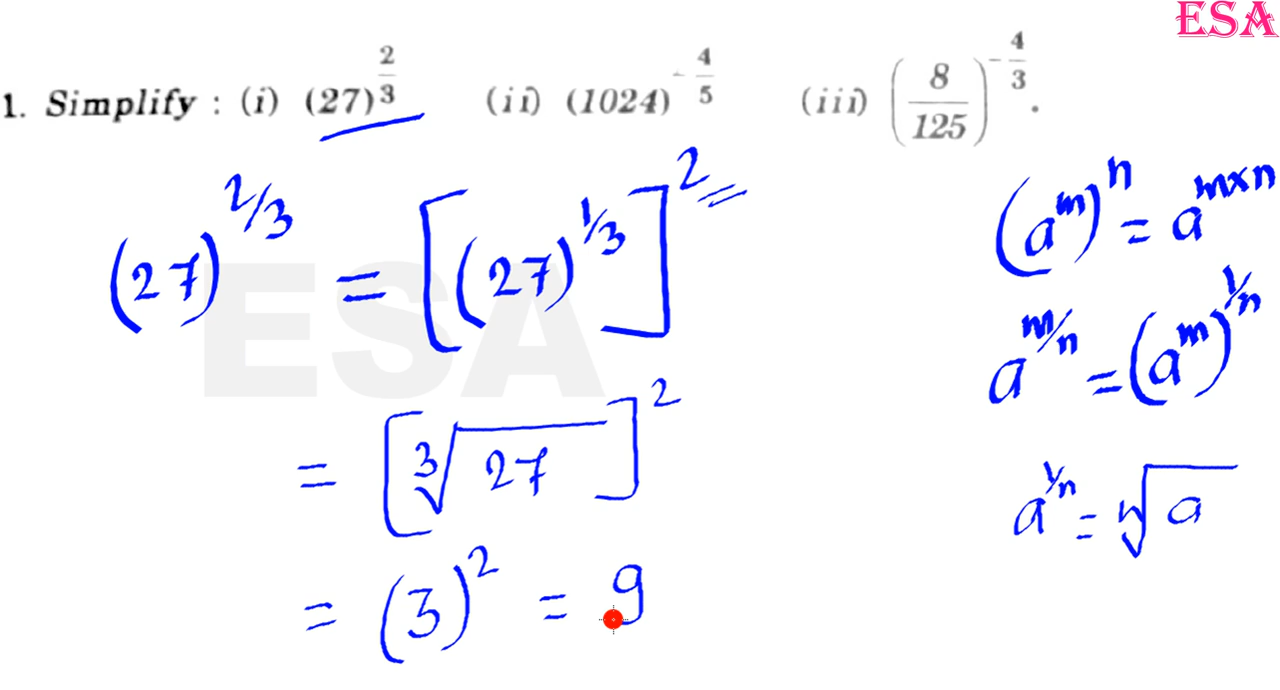 ESA
1. Simplify : (i) (27)^{2/3} (ii) (1024)^{-4/5} (iii) (8/125)^{-4/3}.
(27)^{2/3} = [(27)^{1/3}]^2 =
= [∛27]^2
= (3)^2 = 9
(a^m)^n = a^{m×n}
a^{m/n} = (a^m)^{1/n}
a^{1/n} = ⁿ√a
ESA